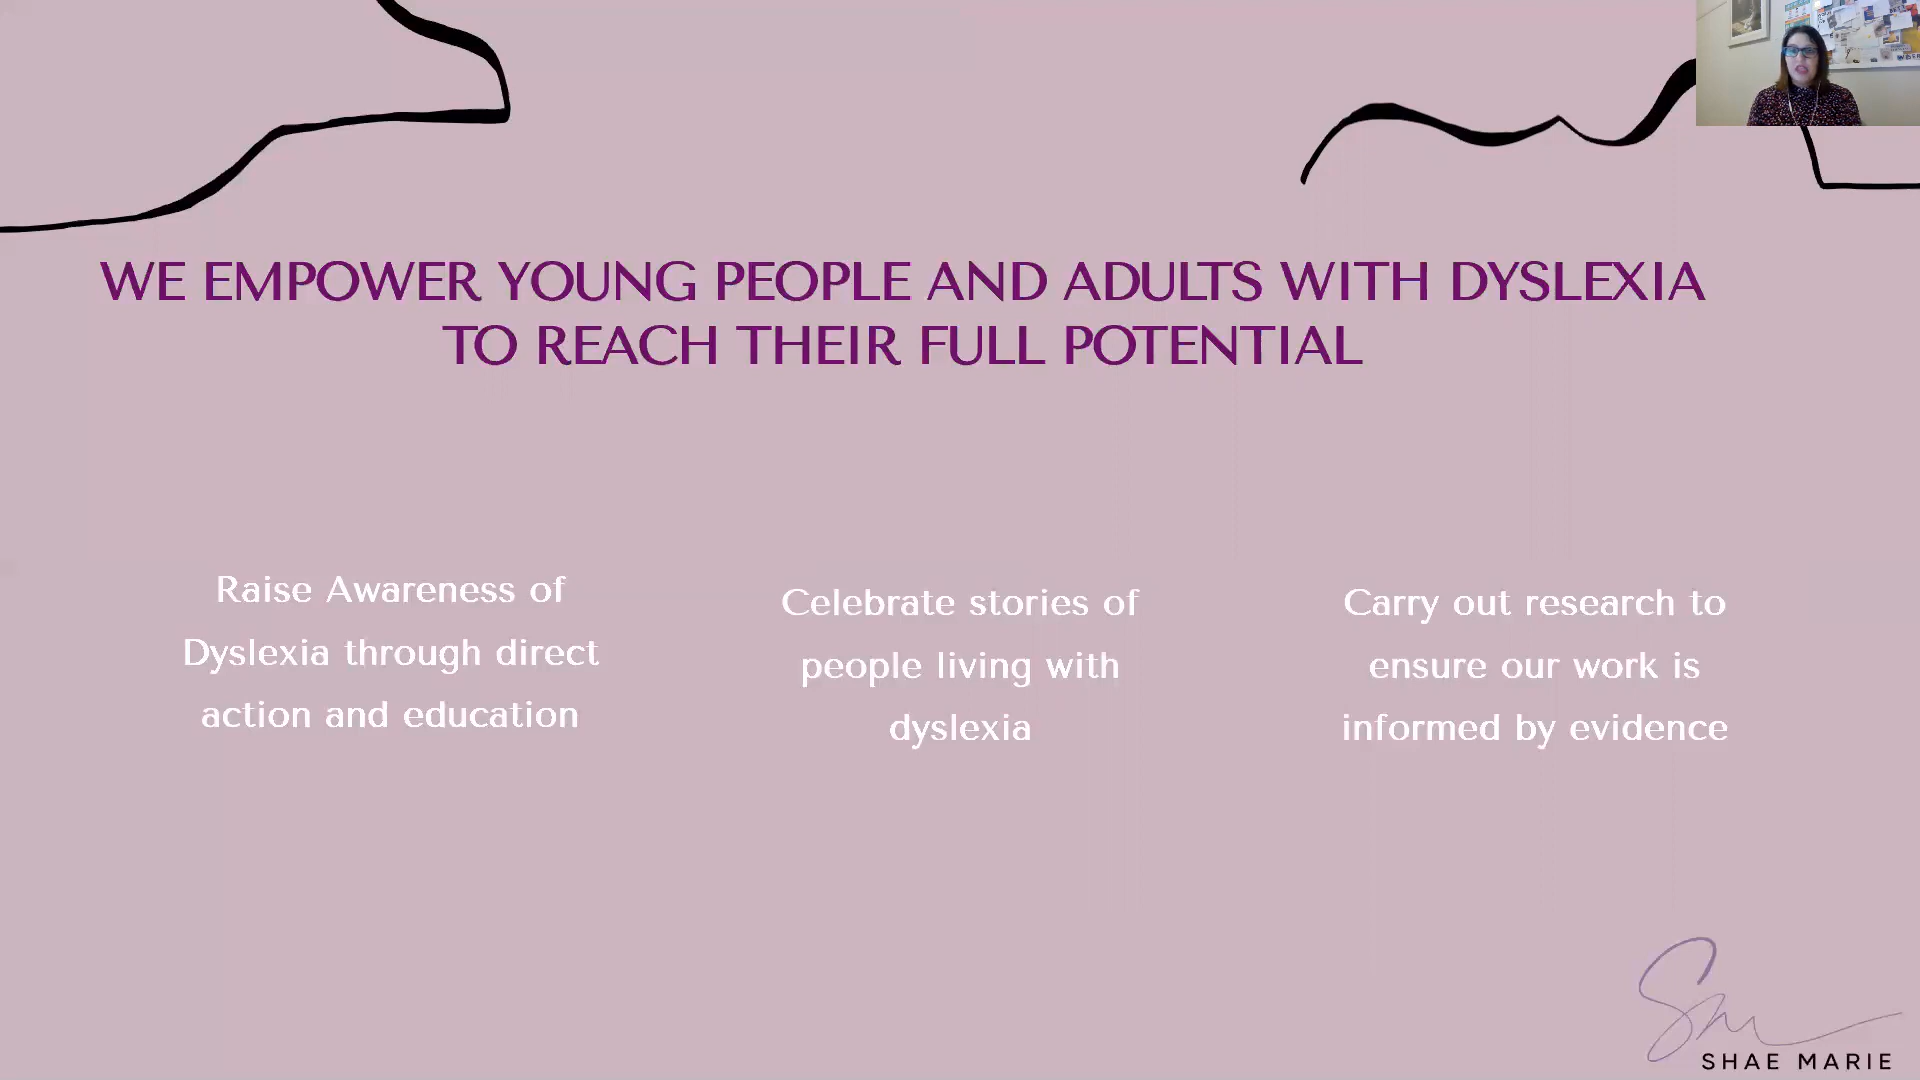 WE EMPOWER YOUNG PEOPLE AND ADULTS WITH DYSLEXIA
TO REACH THEIR FULL POTENTIAL
Raise Awareness of
Dyslexia through direct
action and education
Celebrate stories of
people living with
dyslexia
Carry out research to
ensure our work is
informed by evidence
Sm
SHAE MARIE